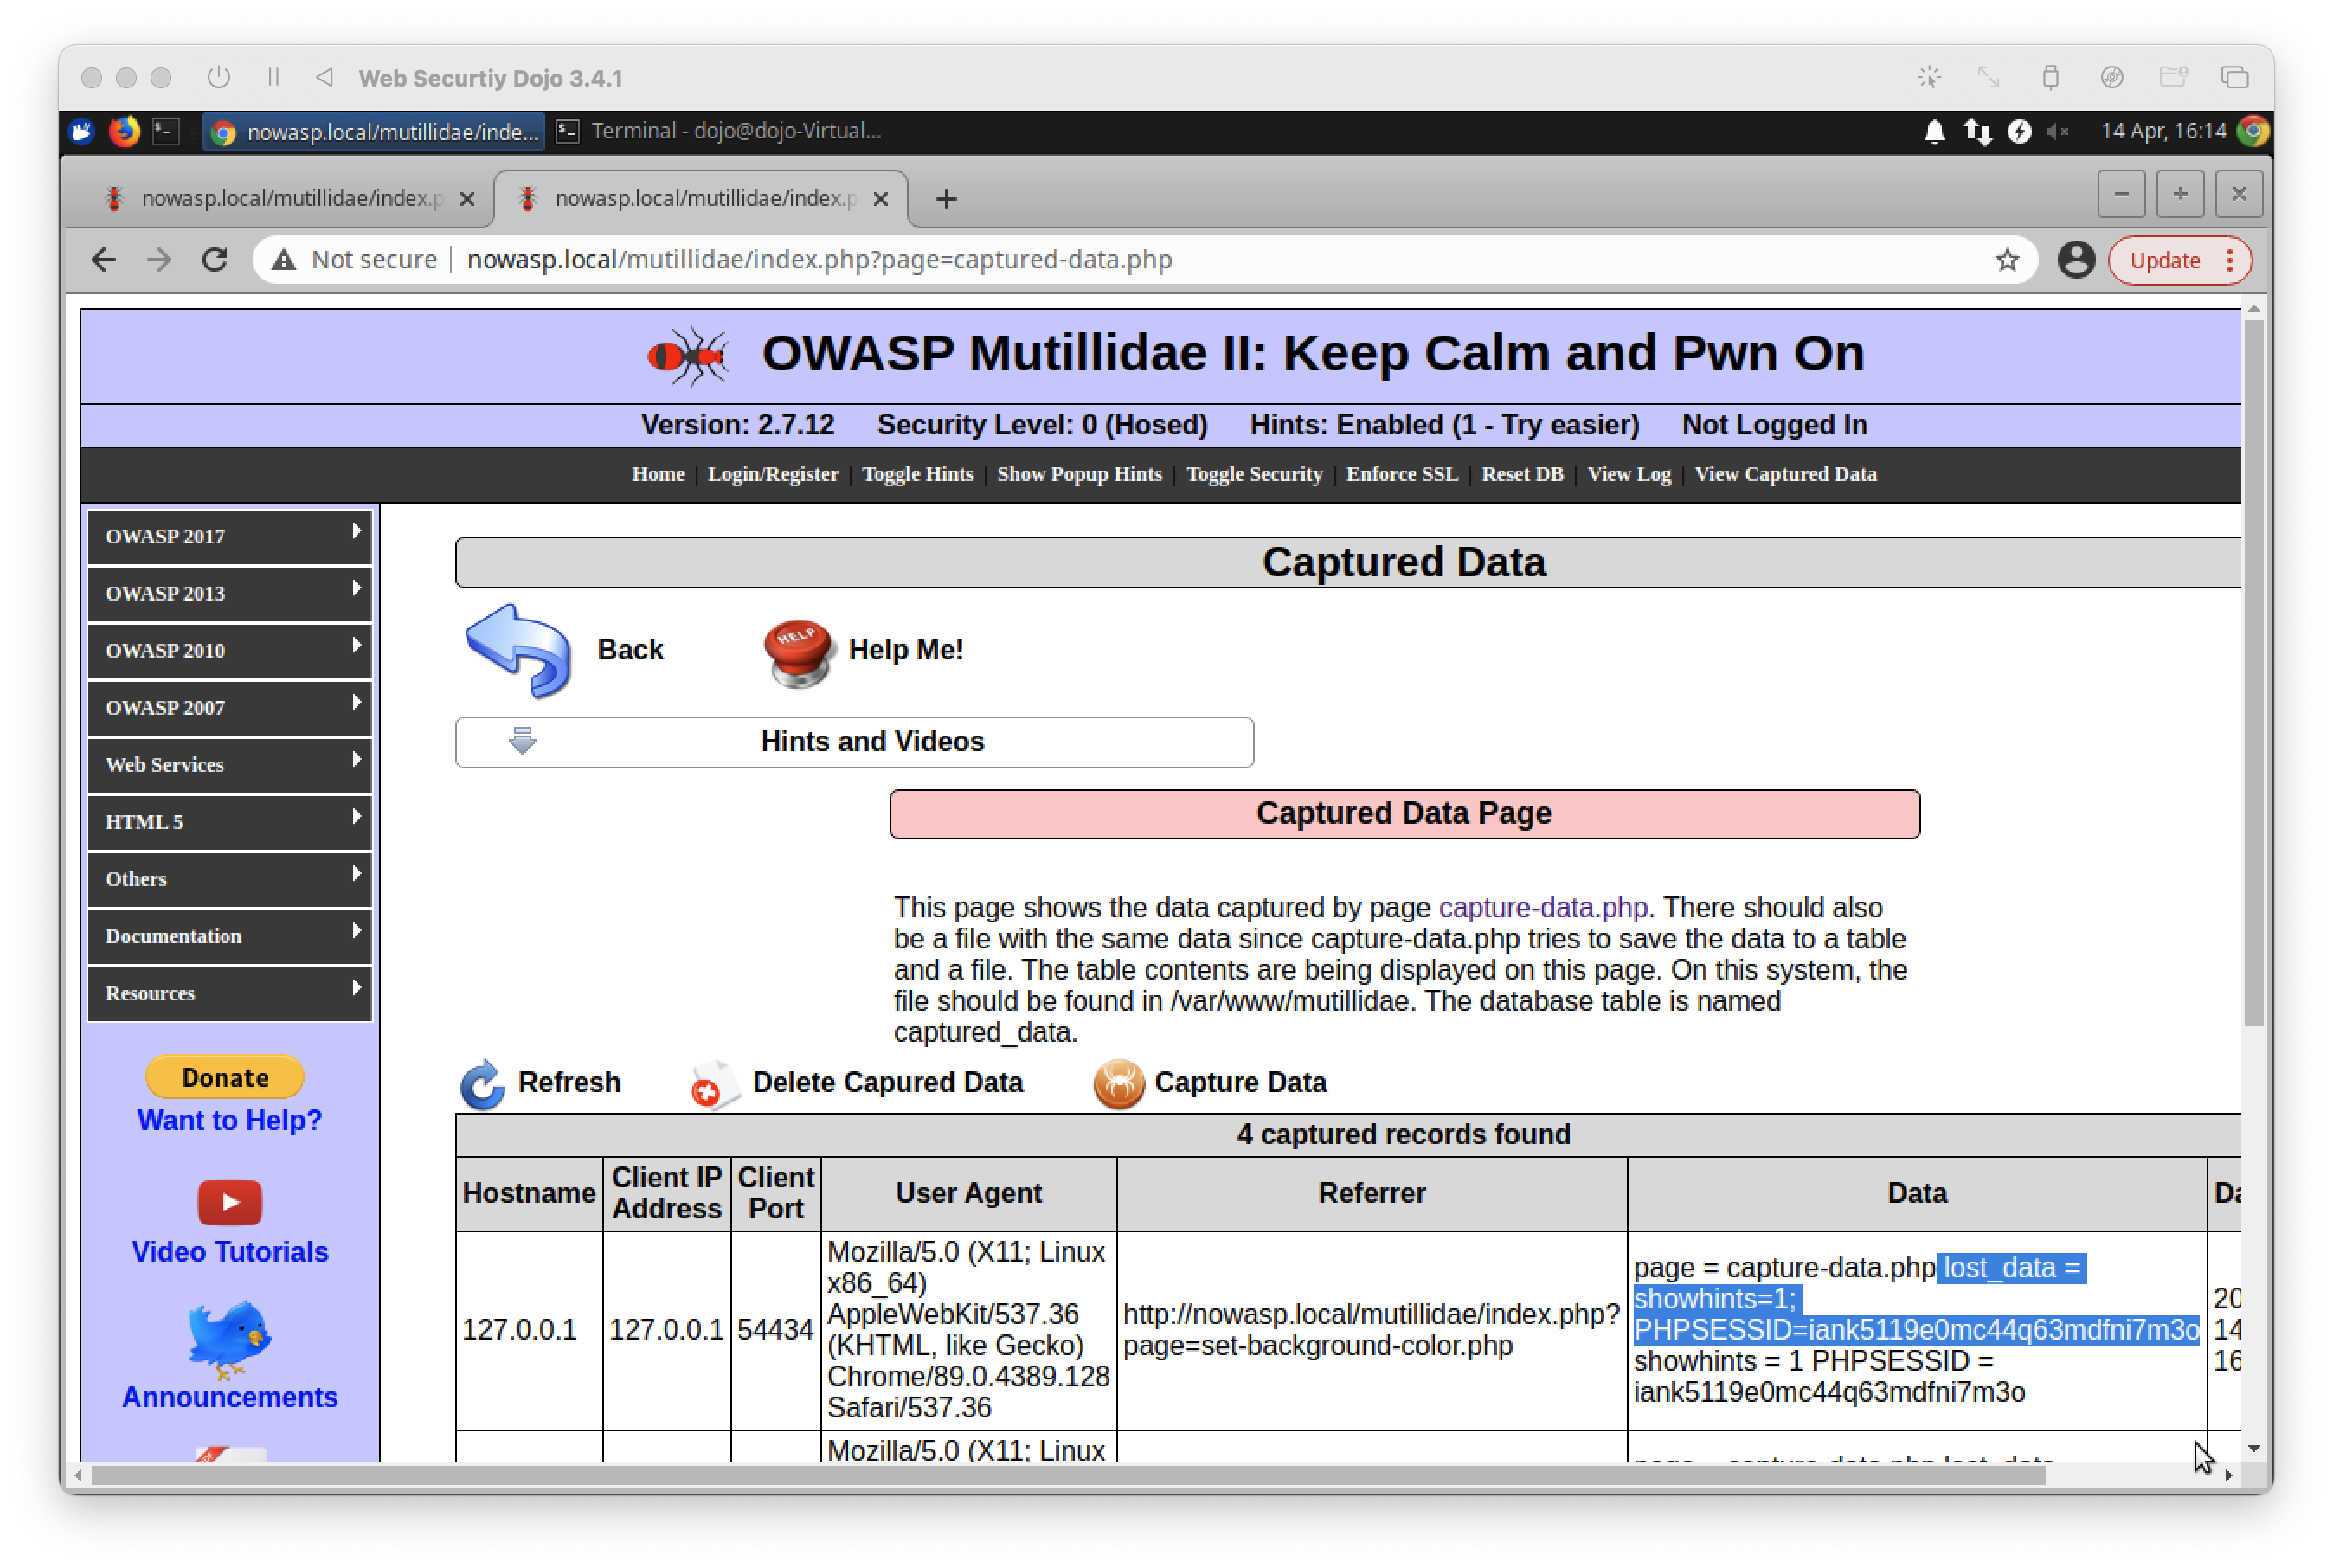 Web Securtiy Dojo 3.4.1
nowasp.local/mutillidae/inde...
Terminal - dojo@dojo-Virtual...
14 Apr, 16:14
nowasp.local/mutillidae/index.p
nowasp.local/mutillidae/index.p
Not secure
nowasp.local/mutillidae/index.php?page=captured-data.php
Update
OWASP Mutillidae II: Keep Calm and Pwn On
Version: 2.7.12 Security Level: 0 (Hosed) Hints: Enabled (1 - Try easier) Not Logged In
Home | Login/Register | Toggle Hints | Show Popup Hints | Toggle Security | Enforce SSL | Reset DB | View Log | View Captured Data
OWASP 2017
OWASP 2013
OWASP 2010
OWASP 2007
Web Services
HTML 5
Others
Documentation
Resources
Donate
Want to Help?
Video Tutorials
Announcements
Captured Data
Back
HELP
Help Me!
Hints and Videos
Captured Data Page
This page shows the data captured by page capture-data.php. There should also
be a file with the same data since capture-data.php tries to save the data to a table
and a file. The table contents are being displayed on this page. On this system, the
file should be found in /var/www/mutillidae. The database table is named
captured_data.
Refresh
Delete Capured Data
Capture Data
4 captured records found
Hostname
Client IP
Address
Client
Port
User Agent
Referrer
Data
Da
127.0.0.1
127.0.0.1
54434
Mozilla/5.0 (X11; Linux
x86_64)
AppleWebKit/537.36
(KHTML, like Gecko)
Chrome/89.0.4389.128
Safari/537.36
http://nowasp.local/mutillidae/index.php?
page=set-background-color.php
page = capture-data.php lost_data =
showhints=1;
PHPSESSID=iank5119e0mc44q63mdfni7m3o
showhints = 1 PHPSESSID =
iank5119e0mc44q63mdfni7m3o
20
14
16
Mozilla/5.0 (X11; Linux